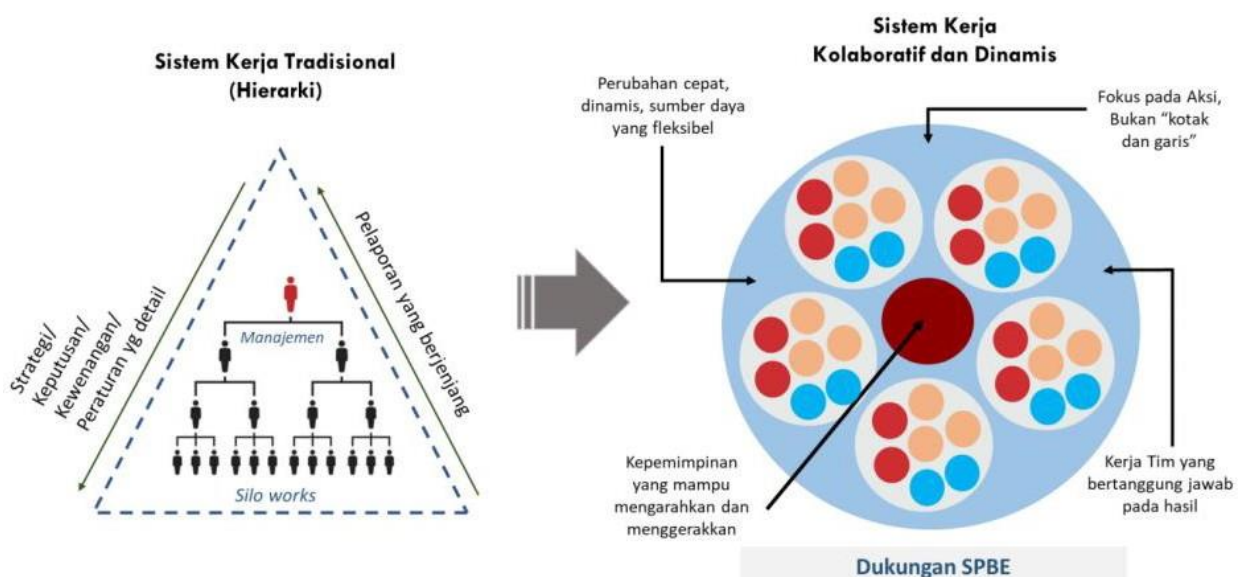 Sistem Kerja Tradisional
(Hierarki)
Strategi/
Keputusan/
Kewenangan/
Peraturan yg detail
Pelaporan yang berjenjang
Manajemen
Silo works
Sistem Kerja
Kolaboratif dan Dinamis
Perubahan cepat,
dinamis, sumber daya
yang fleksibel
Fokus pada Aksi,
Bukan “kotak
dan garis”
Kepemimpinan
yang mampu
mengarahkan dan
menggerakkan
Kerja Tim yang
bertanggung jawab
pada hasil
Dukungan SPBE